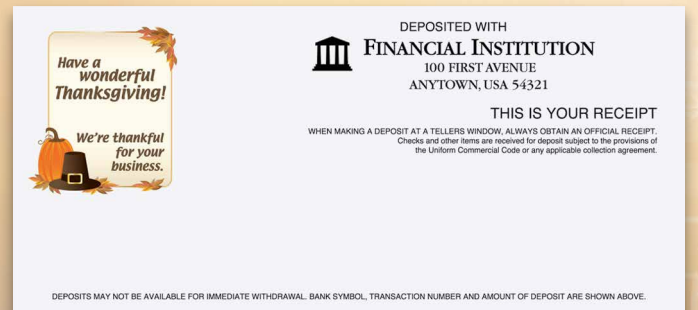 Have a
wonderful
Thanksgiving!
We're thankful
for your
business.
DEPOSITED WITH
FINANCIAL INSTITUTION
100 FIRST AVENUE
ANYTOWN, USA 54321
THIS IS YOUR RECEIPT
WHEN MAKING A DEPOSIT AT A TELLERS WINDOW, ALWAYS OBTAIN AN OFFICIAL RECEIPT.
Checks and other items are received for deposit subject to the provisions of
the Uniform Commercial Code or any applicable collection agreement.
DEPOSITS MAY NOT BE AVAILABLE FOR IMMEDIATE WITHDRAWAL. BANK SYMBOL, TRANSACTION NUMBER AND AMOUNT OF DEPOSIT ARE SHOWN ABOVE.